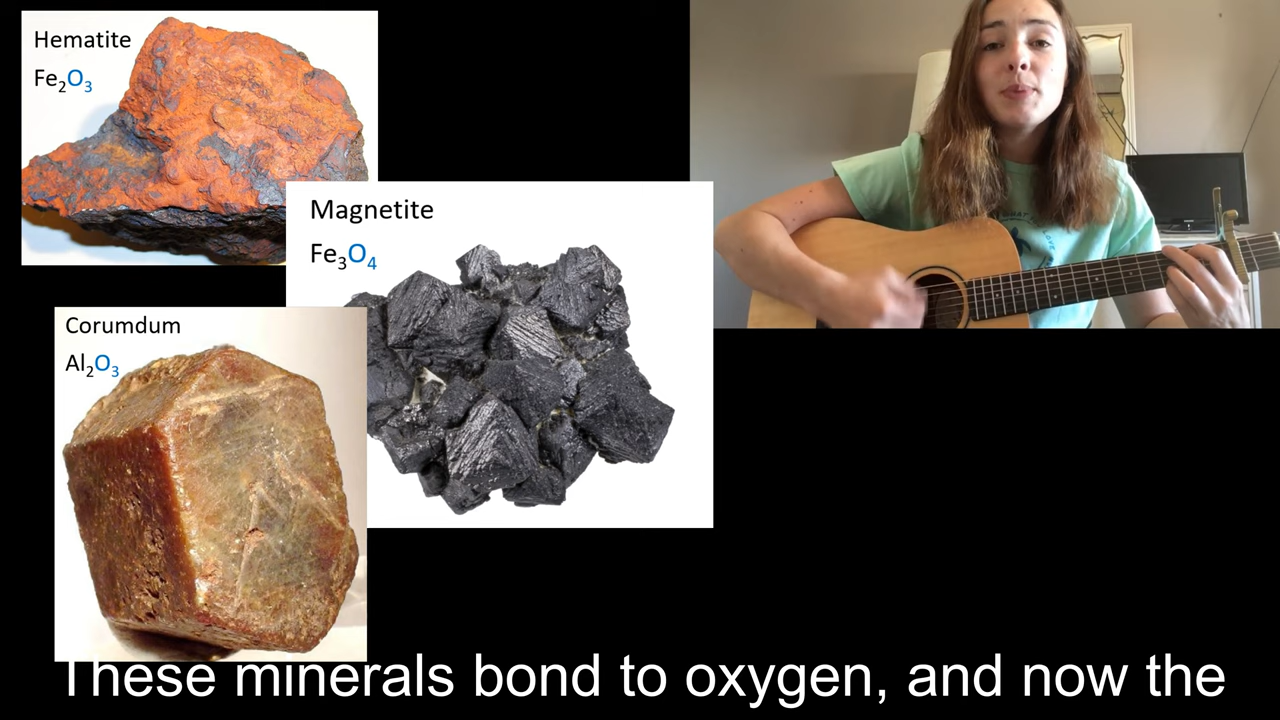 Hematite
Fe₂O₃
Magnetite
Fe₃O₄
Corumdum
Al₂O₃
These minerals bond to oxygen, and now the